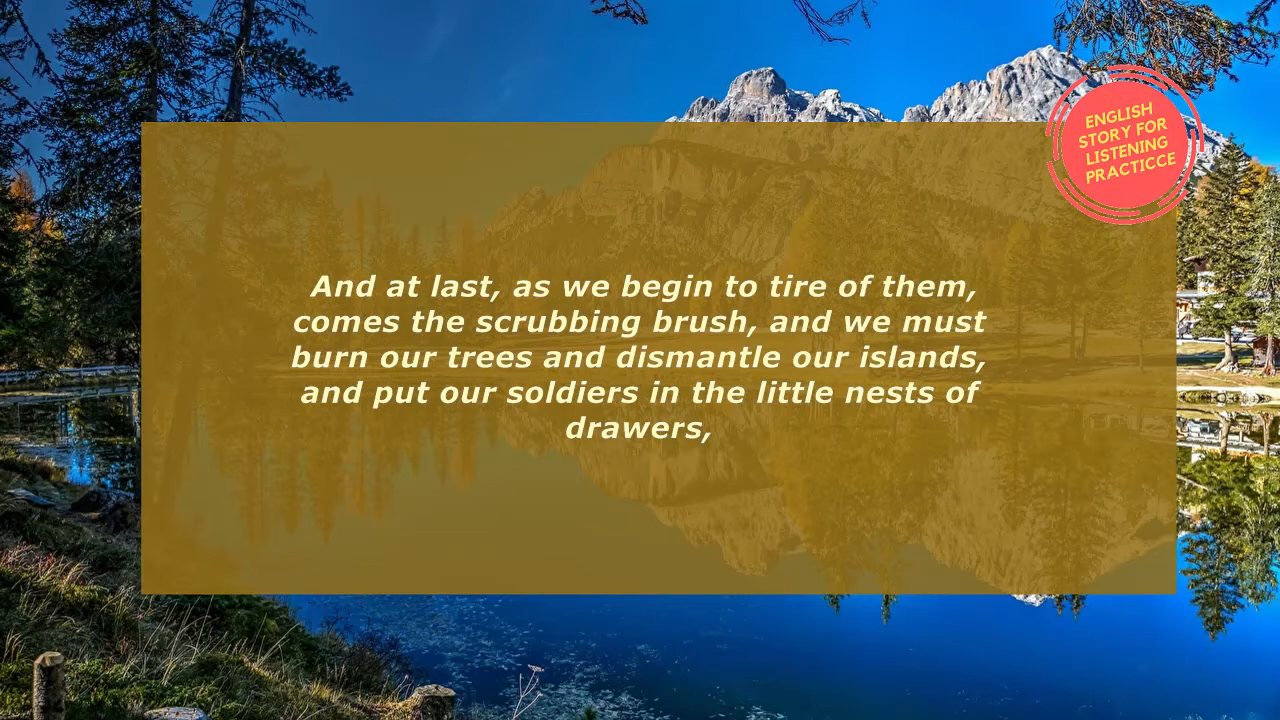 ENGLISH
STORY FOR
LISTENING
PRACTICCE
And at last, as we begin to tire of them,
comes the scrubbing brush, and we must
burn our trees and dismantle our islands,
and put our soldiers in the little nests of
drawers,